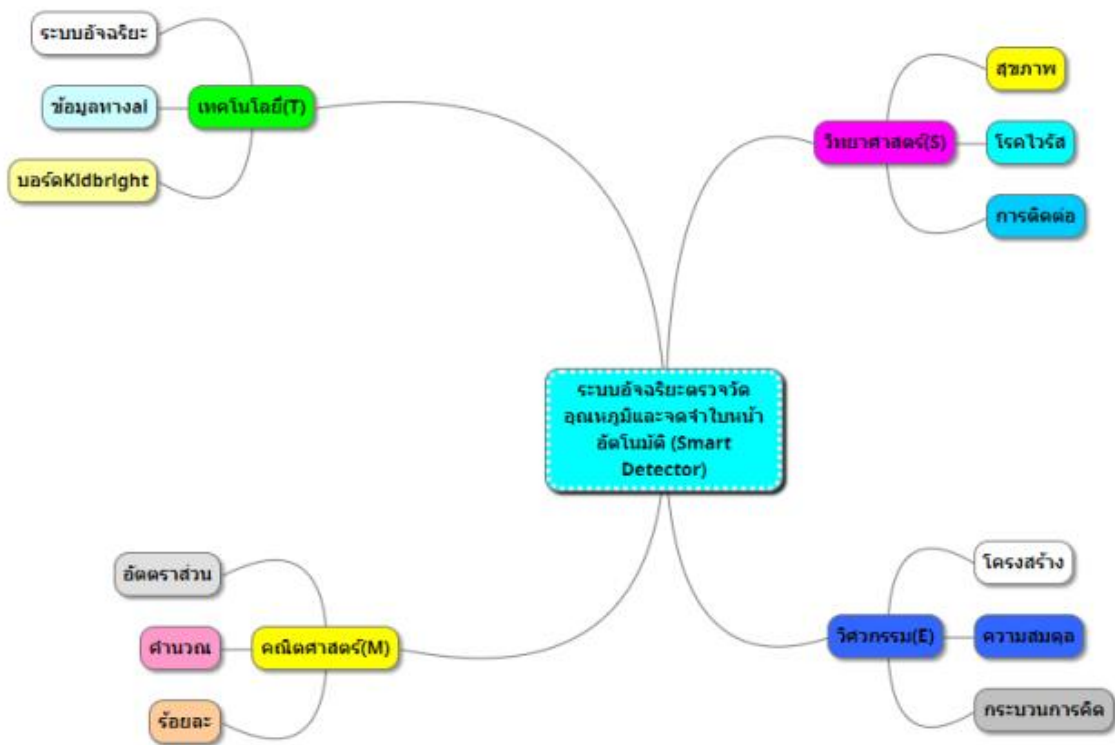 ระบบอัจฉริยะ
ข้อมูลทางai
บอร์ดKidbright
เทคโนโลยี(T)
สุขภาพ
วิทยาศาสตร์(S)
โรคไวรัส
การติดต่อ
ระบบอัจฉริยะตรวจวัด
อุณหภูมิและจดจำใบหน้า
อัตโนมัติ (Smart
Detector)
อัตตราส่วน
คำนวณ
คณิตศาสตร์(M)
ร้อยละ
โครงสร้าง
วิศวกรรม(E)
ความสมดุล
กระบวนการคิด